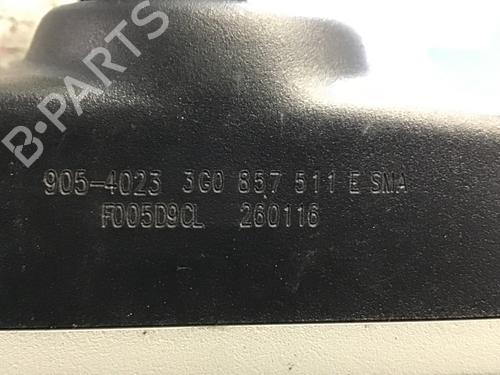 B-PARTS
905-4023 3G0 857 511 E SMA
F005D9CL 260116